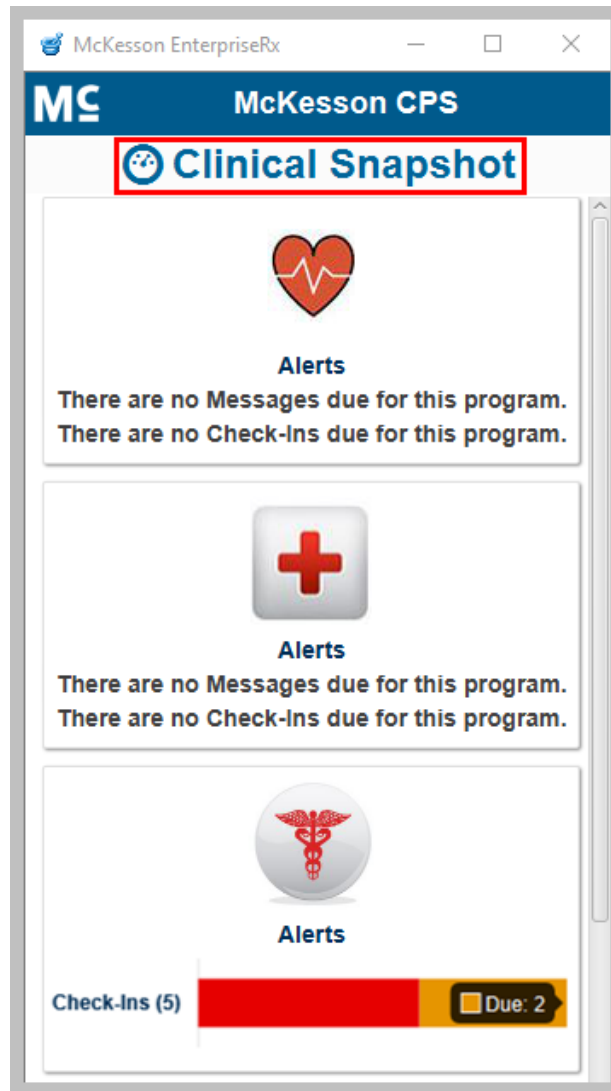 McKesson EnterpriseRx
McKesson CPS
Clinical Snapshot
Alerts
There are no Messages due for this program.
There are no Check-Ins due for this program.
Alerts
There are no Messages due for this program.
There are no Check-Ins due for this program.
Alerts
Check-Ins (5)
Due: 2